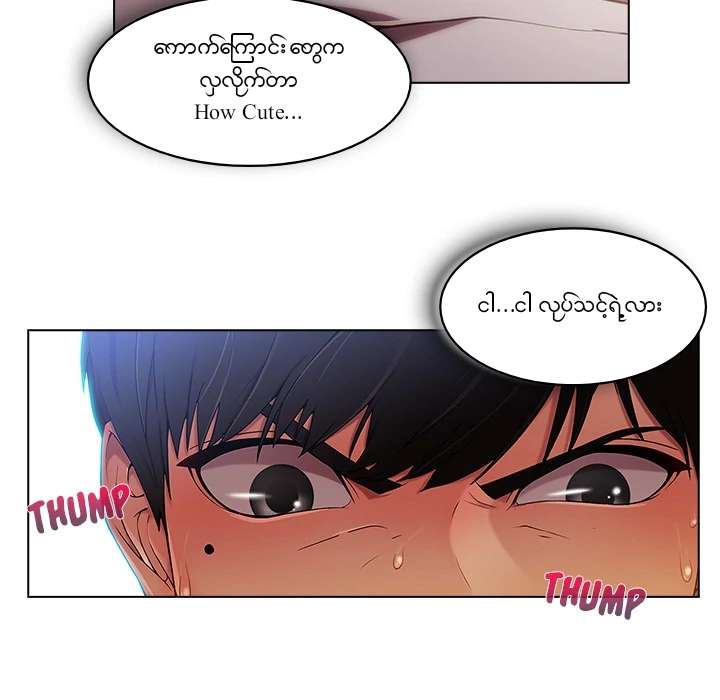 ကောက်ကြောင်း တွေက
လှလိုက်တာ
How Cute...
ငါ...ငါ လုပ်သင့်ရဲ့လား
THUMP
THUMP